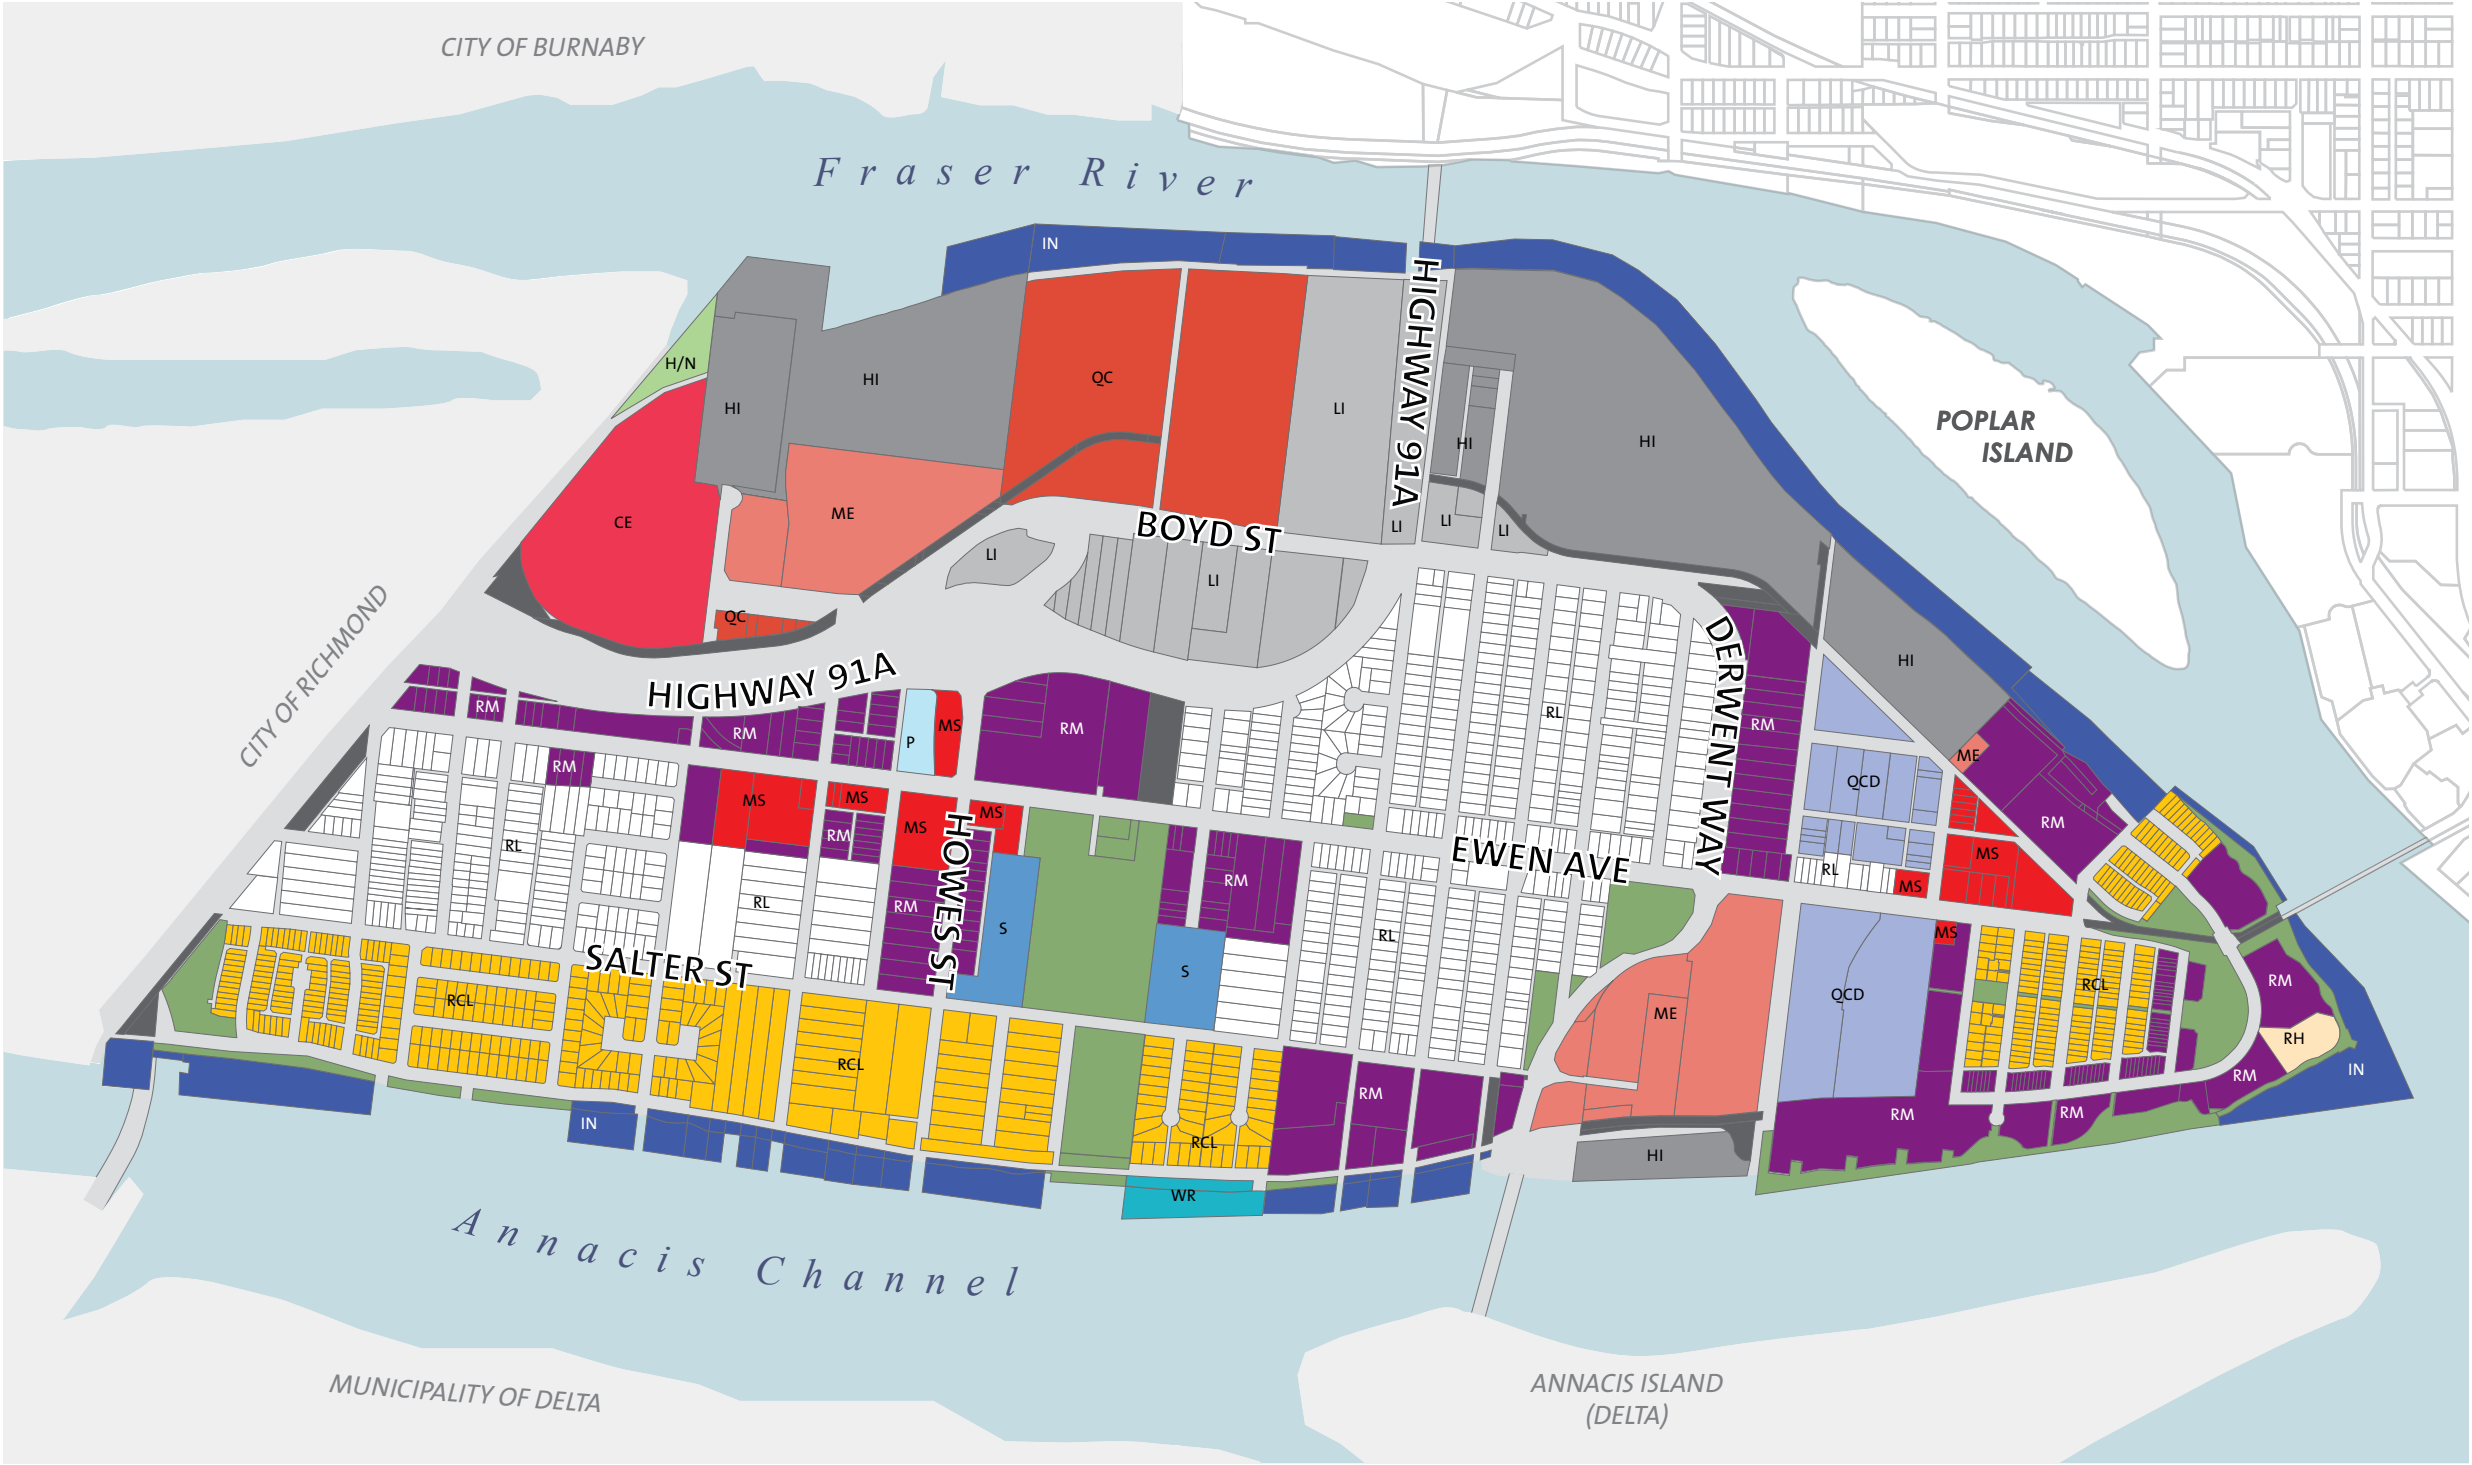 CITY OF BURNABY
Fraser River
IN
HIGHWAY 91A
H/N
HI
HI
QC
LI
HI
HI
POPLAR
ISLAND
CE
ME
LI
LI
LI
BOYD ST
LI
LI
QC
CITY OF RICHMOND
HIGHWAY 91A
DERWENT WAY
HI
RM
RM
P
MS
RM
RL
RM
ME
RM
MS
MS
MS
MS
QCD
RM
RM
RL
HOWES ST
EWEN AVE
MS
RL
MS
RM
RL
RM
S
RL
MS
SALTER ST
S
RCL
QCD
RCL
RM
ME
RH
RCL
RM
RM
RM
RM
IN
IN
RCL
HI
WR
Annacis Channel
MUNICIPALITY OF DELTA
ANNACIS ISLAND
(DELTA)